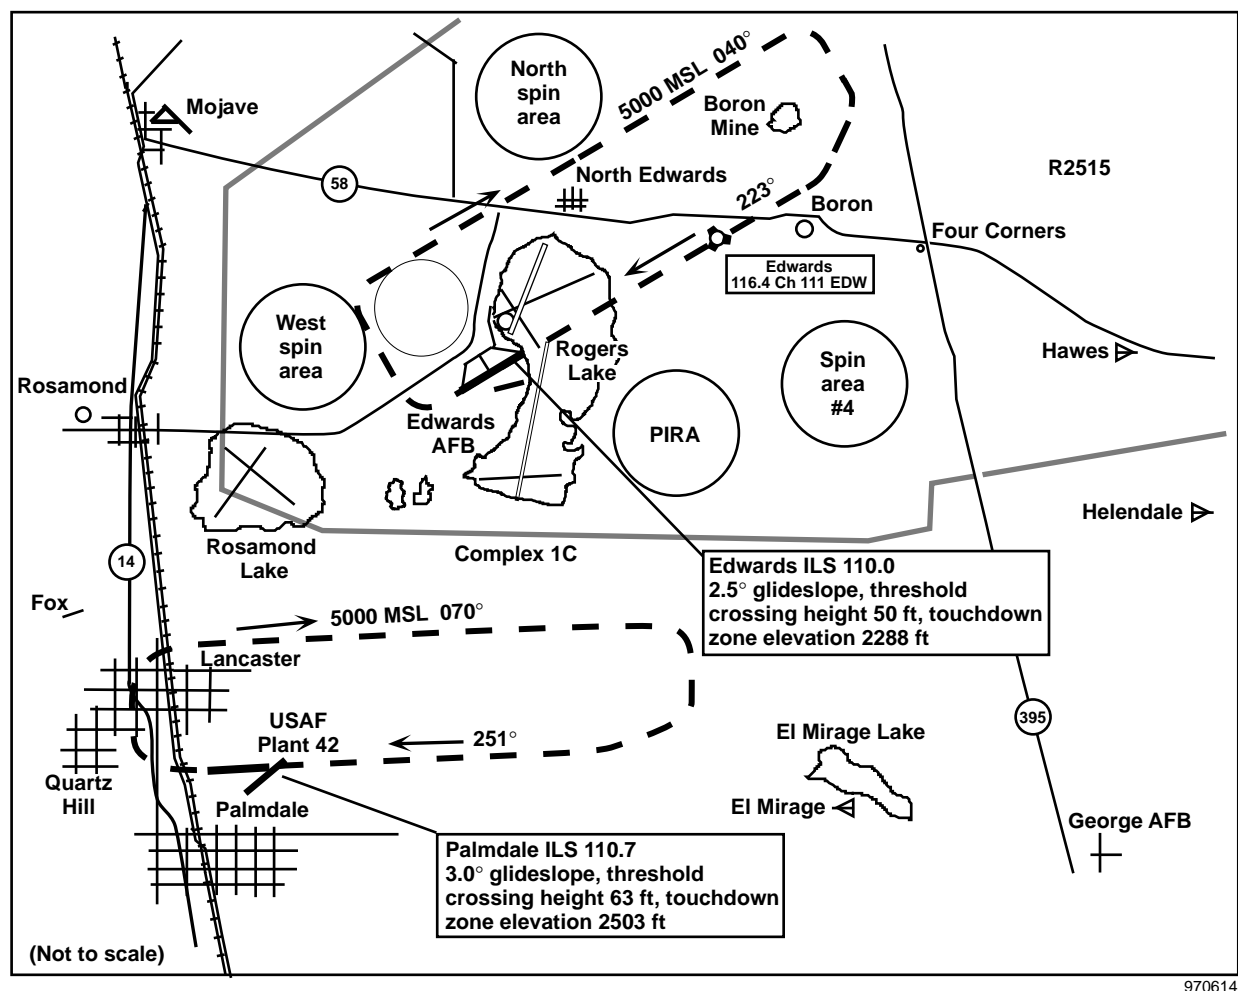 North
spin
area
5000 MSL 040°
Mojave
Boron
Mine
R2515
58
North Edwards
223°
Boron
Four Corners
Edwards
116.4 Ch 111 EDW
West
spin
area
Rogers
Lake
Hawes
Spin
area
#4
Rosamond
Edwards
AFB
PIRA
Helendale
Rosamond
Lake
Complex 1C
14
Edwards ILS 110.0
2.5° glideslope, threshold
crossing height 50 ft, touchdown
zone elevation 2288 ft
Fox
5000 MSL 070°
Lancaster
USAF
Plant 42
251°
395
El Mirage Lake
Quartz
Hill
Palmdale
El Mirage
George AFB
Palmdale ILS 110.7
3.0° glideslope, threshold
crossing height 63 ft, touchdown
zone elevation 2503 ft
(Not to scale)
970614